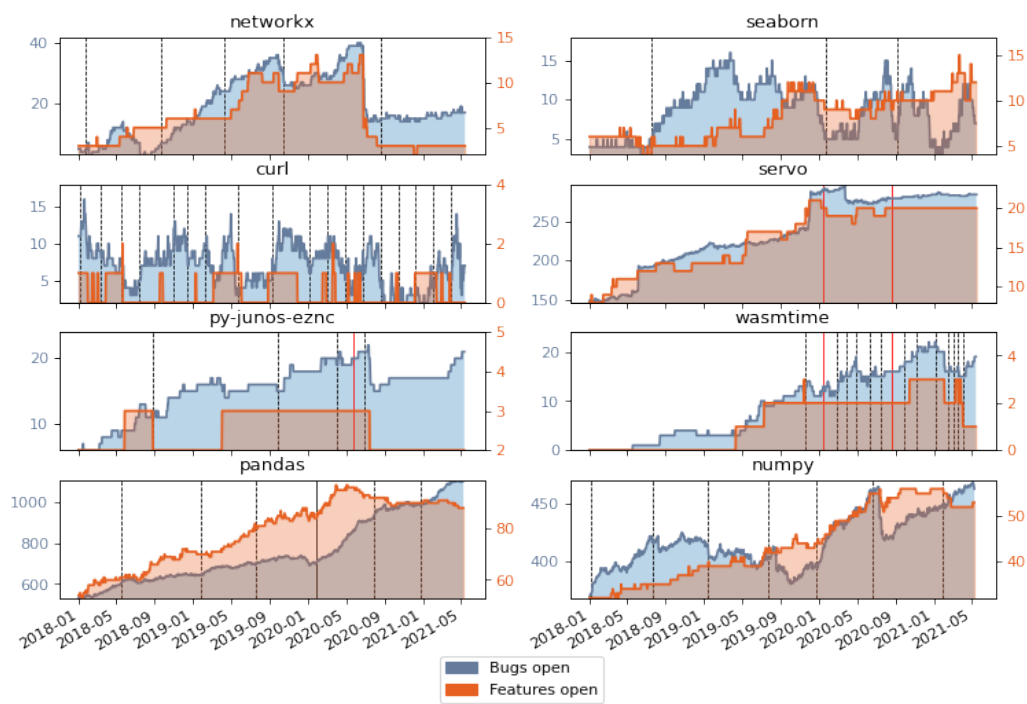 networkx seaborn
40 20 15 10 5 15 10 5 10 5
curl servo
15 10 5 4 2 0 250 200 150 20 15 10
py-junos-eznc wasmtime
20 10 5 4 3 2 20 10 0 4 2 0
pandas numpy
1000 800 600 80 60 450 400 50 40
2018-01 2018-05 2018-09 2019-01 2019-05 2019-09 2020-01 2020-05 2020-09 2021-01 2021-05 2018-01 2018-05 2018-09 2019-01 2019-05 2019-09 2020-01 2020-05 2020-09 2021-01 2021-05
Bugs open
Features open